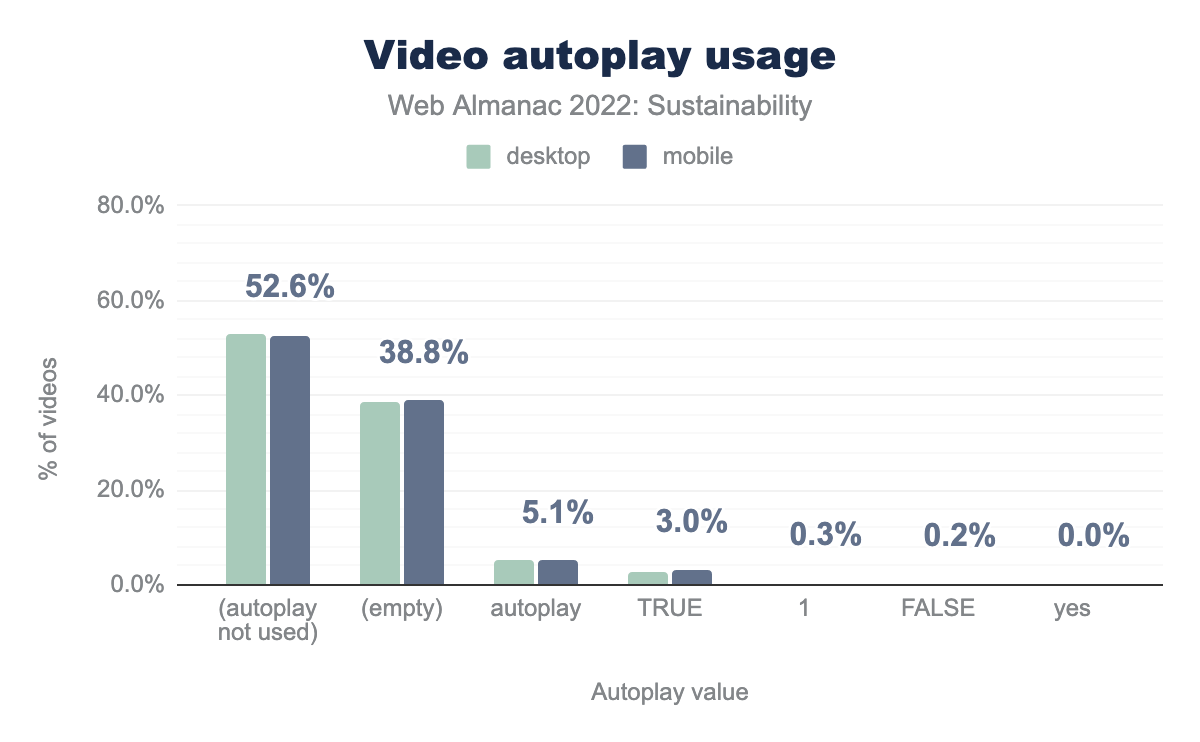 Video autoplay usage
Web Almanac 2022: Sustainability
desktop mobile
80.0%
60.0%
40.0%
20.0%
0.0%
% of videos
52.6%
38.8%
5.1%
3.0%
0.3%
0.2%
0.0%
(autoplay
not used)
(empty)
autoplay
TRUE
1
FALSE
yes
Autoplay value